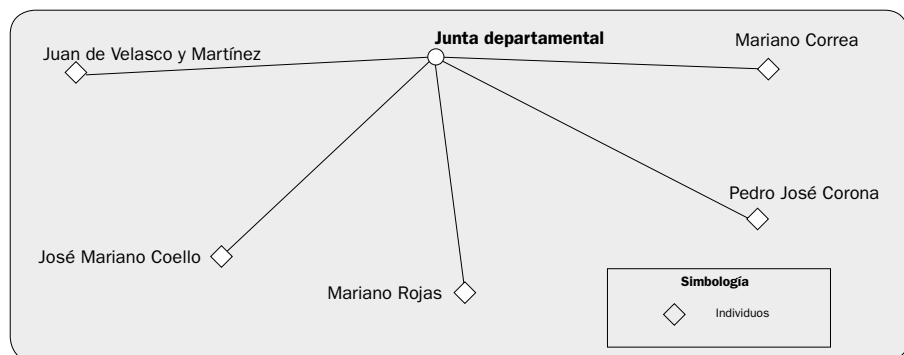 Junta departamental
Mariano Correa
Juan de Velasco y Martínez
Pedro José Corona
José Mariano Coello
Mariano Rojas
Simbología
Individuos